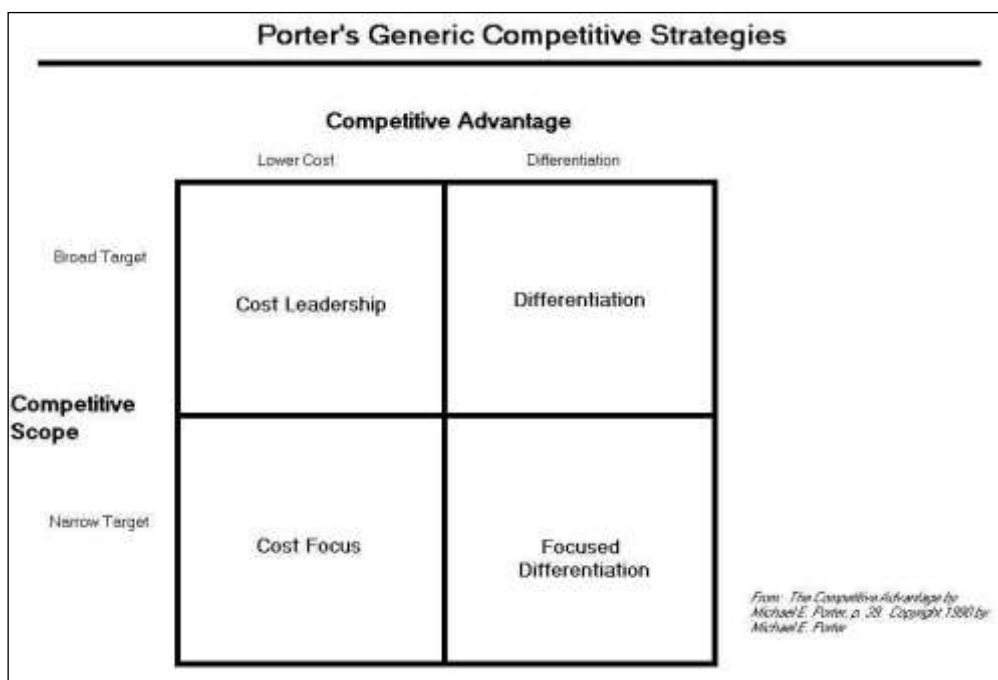 Porter's Generic Competitive Strategies
Competitive Advantage
Lower Cost
Differentiation
Broad Target
Cost Leadership
Differentiation
Competitive
Scope
Narrow Target
Cost Focus
Focused
Differentiation
From: The Competitive Advantage by
Michael E. Porter, p. 39. Copyright 1990 by
Michael E. Porter